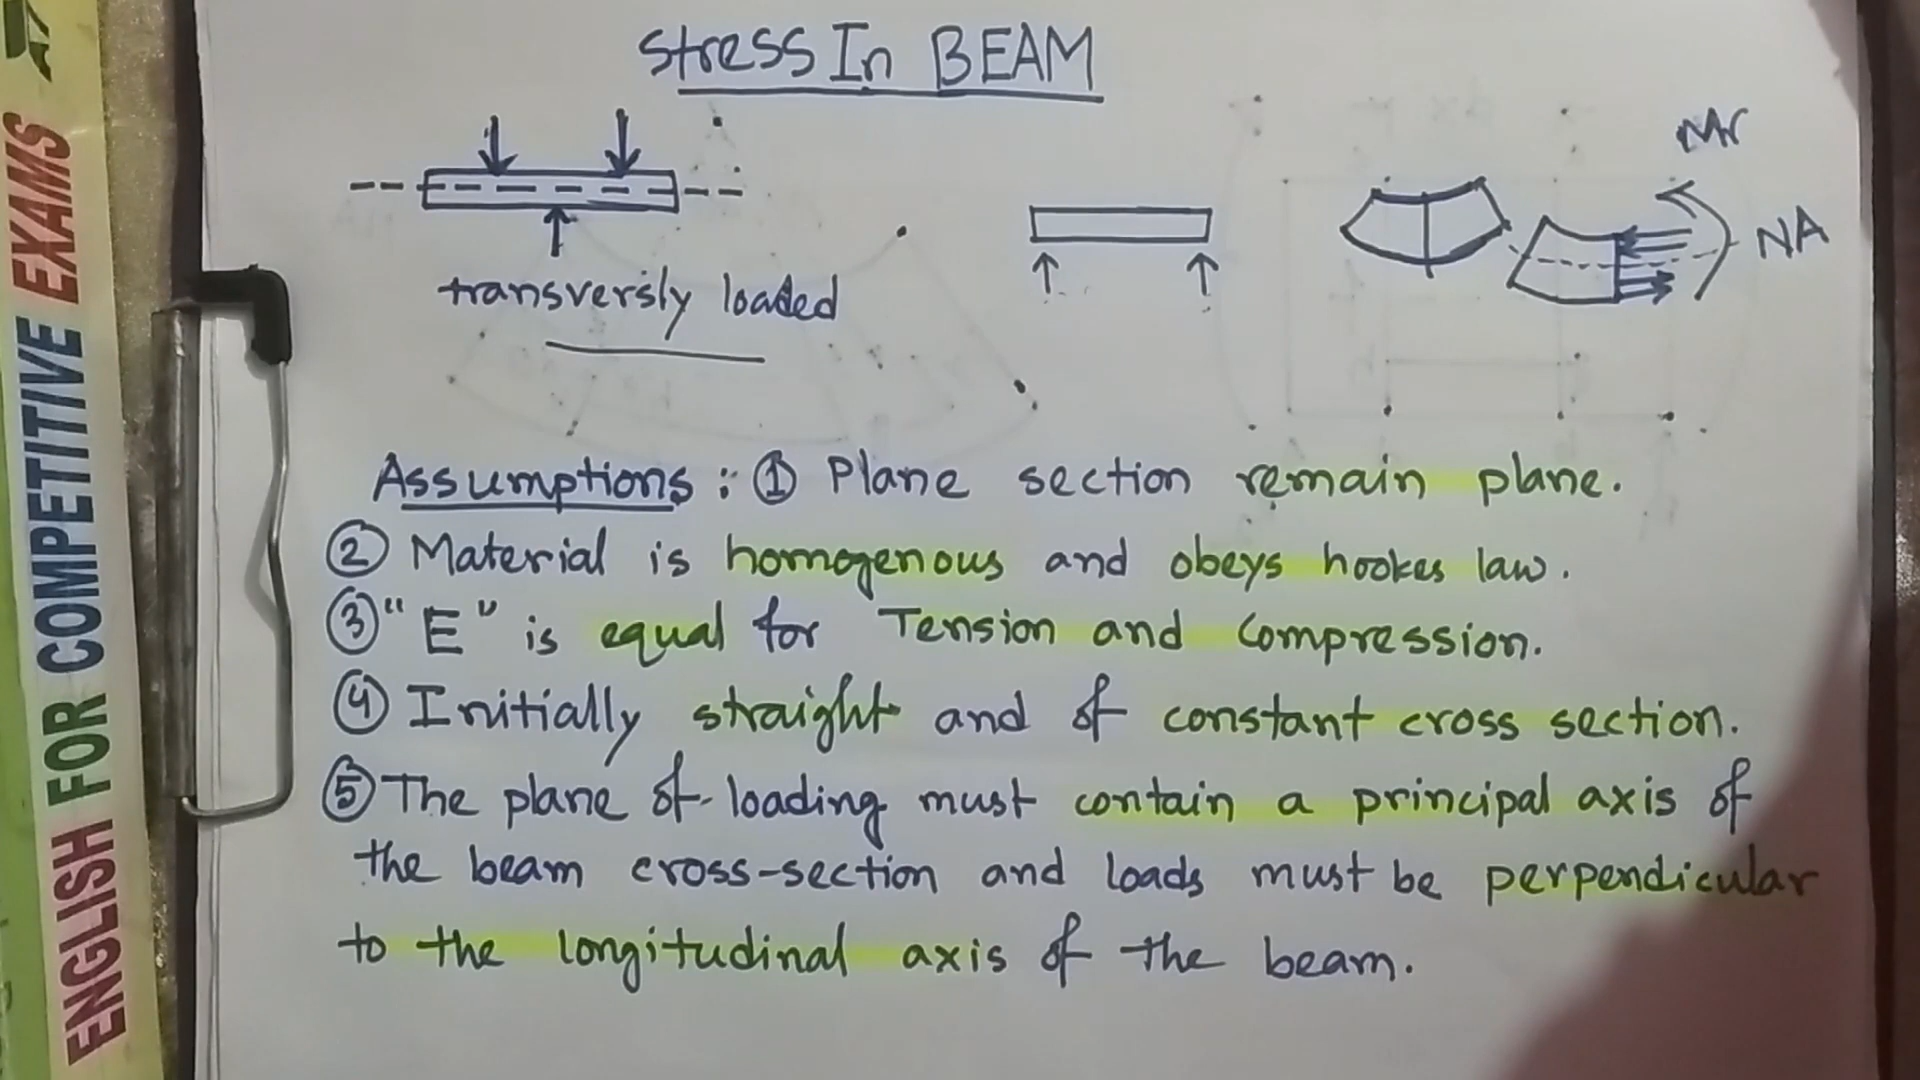 ENGLISH FOR COMPETITIVE EXAMS
Stress In BEAM
Mr
NA
transversly loaded
Assumptions : ① Plane section remain plane.
② Material is homogenous and obeys hookes law.
③ "E" is equal for Tension and Compression.
④ Initially straight and of constant cross section.
⑤ The plane of loading must contain a principal axis of
the beam cross-section and loads must be perpendicular
to the longitudinal axis of the beam.